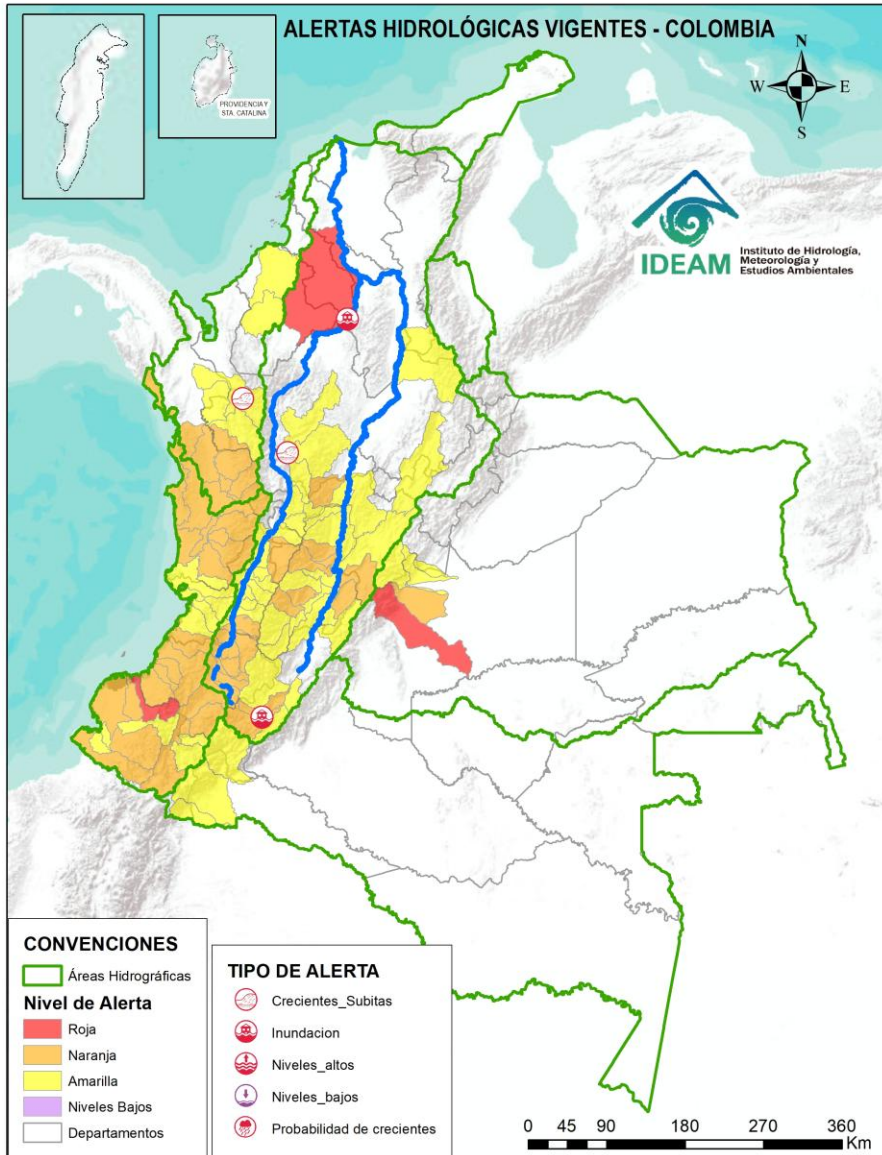 ALERTAS HIDROLÓGICAS VIGENTES - COLOMBIA
PROVIDENCIA Y
STA. CATALINA
N
W
E
S
IDEAM
Instituto de Hidrología,
Meteorología y
Estudios Ambientales
CONVENCIONES
Áreas Hidrográficas
Nivel de Alerta
Roja
Naranja
Amarilla
Niveles Bajos
Departamentos
TIPO DE ALERTA
Crecientes_Subitas
Inundacion
Niveles_altos
Niveles_bajos
Probabilidad de crecientes
0 45 90 180 270 360
Km